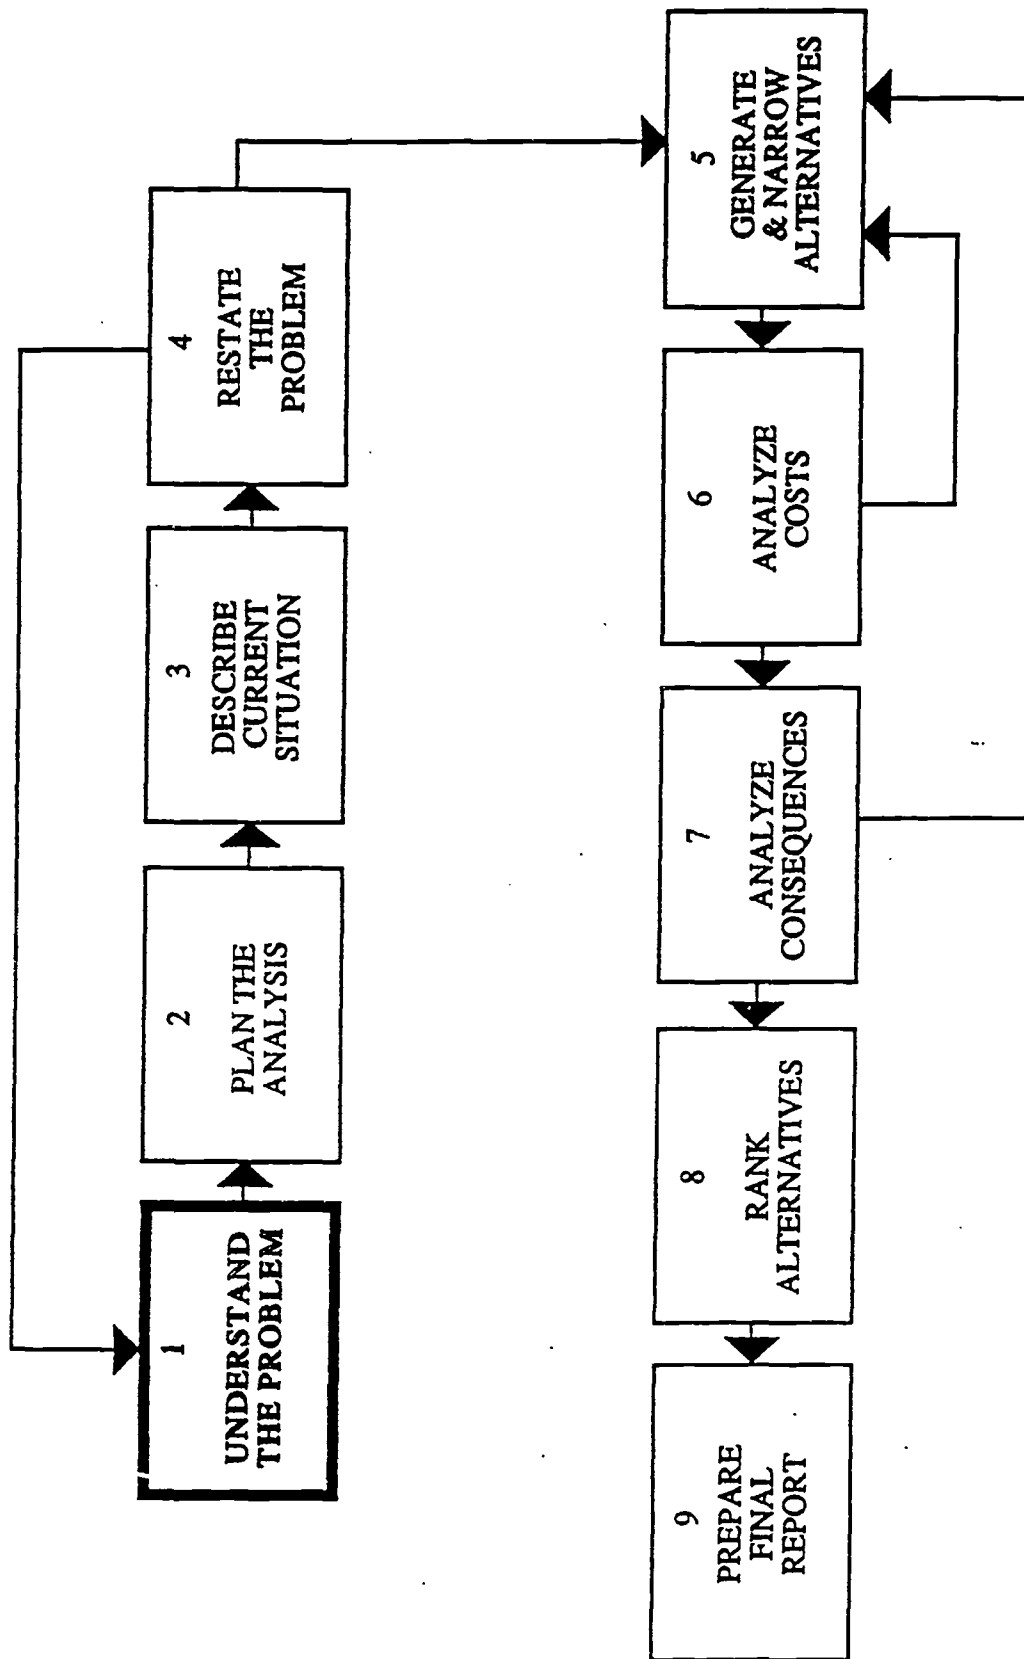 1
UNDERSTAND
THE PROBLEM
2
PLAN THE
ANALYSIS
3
DESCRIBE
CURRENT
SITUATION
4
RESTATE
THE
PROBLEM
5
GENERATE
& NARROW
ALTERNATIVES
6
ANALYZE
COSTS
7
ANALYZE
CONSEQUENCES
8
RANK
ALTERNATIVES
9
PREPARE
FINAL
REPORT